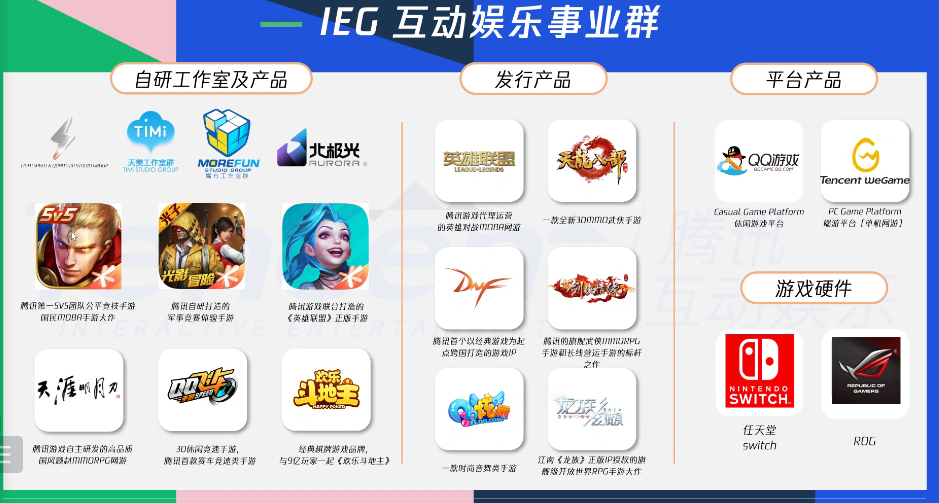 IEG 互动娱乐事业群
自研工作室及产品
TiMi
天美工作室群
TIMI STUDIO GROUP
MOREFUN
STUDIO GROUP
魔方工作室群
北极光
AURORA
5v5
腾讯第一5V5团队公平竞技手游
国民MOBA手游大作
光子
光影
冒险
腾讯自研打造的
军事竞赛体验手游
腾讯游戏联合打造的
《英雄联盟》正版手游
天涯明月刀
腾讯游戏自主研发的高品质
国风题材MMORPG网游
QQ飞车
SPEED
3D休闲竞速手游,
腾讯首款赛车竞速类手游
欢乐
斗地主
HAPPY POKER
经典棋牌游戏品牌,
与9亿玩家一起《欢乐斗地主》
发行产品
英雄联盟
LEAGUE of LEGENDS
腾讯游戏代理运营
的英雄对战MOBA网游
天龙八部
一款全新3DMMO武侠手游
DNF
腾讯首个以经典游戏为起
点跨国打造的游戏IP
腾讯的旗舰武侠MMORPG
手游和长线营运手游的标杆
之作
QQ炫舞
一款时尚音舞类手游
龙族幻想
江南《龙族》正版IP授权的旗
舰级开放世界RPG手游大作
平台产品
QQ游戏
QQGAME.QQ.COM
Casual Game Platform
休闲游戏平台
Tencent WeGame
PC Game Platform
端游平台【单机网游】
游戏硬件
NINTENDO
SWITCH
任天堂
switch
REPUBLIC OF
GAMERS
ROG
腾讯
互动娱乐